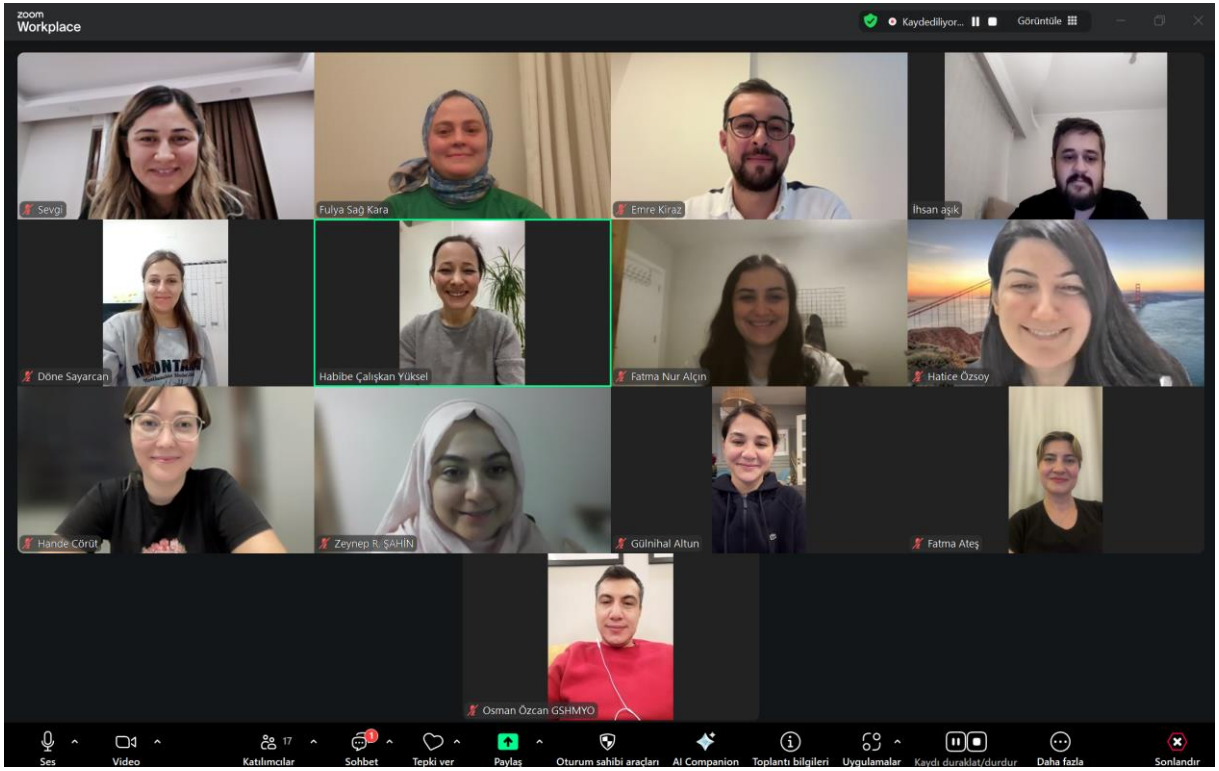 zoom
Workplace
Kaydediliyor...
Görüntüle
Sevgi
Fulya Sağ Kara
Emre Kiraz
İhsan aşık
Döne Sayarcan
Habibe Çalışkan Yüksel
Fatma Nur Alçın
Hatice Özsoy
Hande Cörüt
Zeynep R. ŞAHİN
Gülnihal Altun
Fatma Ateş
Osman Özcan GSHMYO
17
1
Ses
Video
Katılımcılar
Sohbet
Tepki ver
Paylaş
Oturum sahibi araçları
AI Companion
Toplantı bilgileri
Uygulamalar
Kaydı duraklat/durdur
Daha fazla
Sonlandır